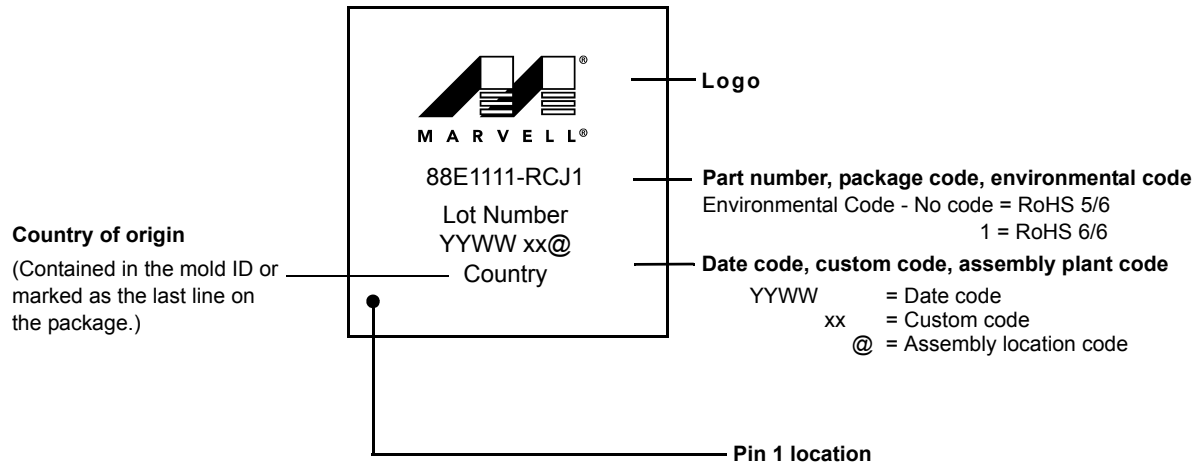 ®
MARVELL®
88E1111-RCJ1
Lot Number
YYWW xx@
Country
Logo
Part number, package code, environmental code
Environmental Code - No code = RoHS 5/6
1 = RoHS 6/6
Country of origin
(Contained in the mold ID or
marked as the last line on
the package.)
Date code, custom code, assembly plant code
YYWW = Date code
xx = Custom code
@ = Assembly location code
Pin 1 location